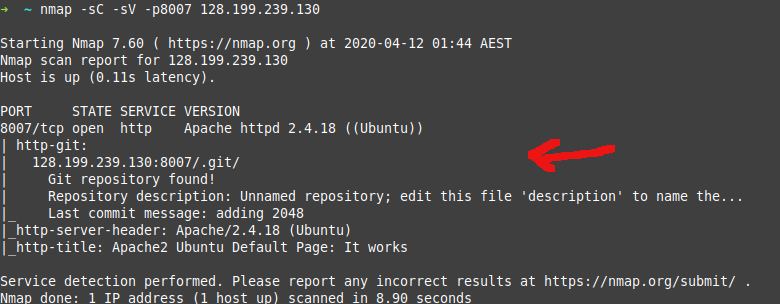 ➜ ~ nmap -sC -sV -p8007 128.199.239.130
Starting Nmap 7.60 ( https://nmap.org ) at 2020-04-12 01:44 AEST
Nmap scan report for 128.199.239.130
Host is up (0.11s latency).
PORT     STATE SERVICE VERSION
8007/tcp open  http    Apache httpd 2.4.18 ((Ubuntu))
| http-git:
|   128.199.239.130:8007/.git/
|     Git repository found!
|     Repository description: Unnamed repository; edit this file 'description' to name the...
|_    Last commit message: adding 2048
|_http-server-header: Apache/2.4.18 (Ubuntu)
|_http-title: Apache2 Ubuntu Default Page: It works
Service detection performed. Please report any incorrect results at https://nmap.org/submit/ .
Nmap done: 1 IP address (1 host up) scanned in 8.90 seconds